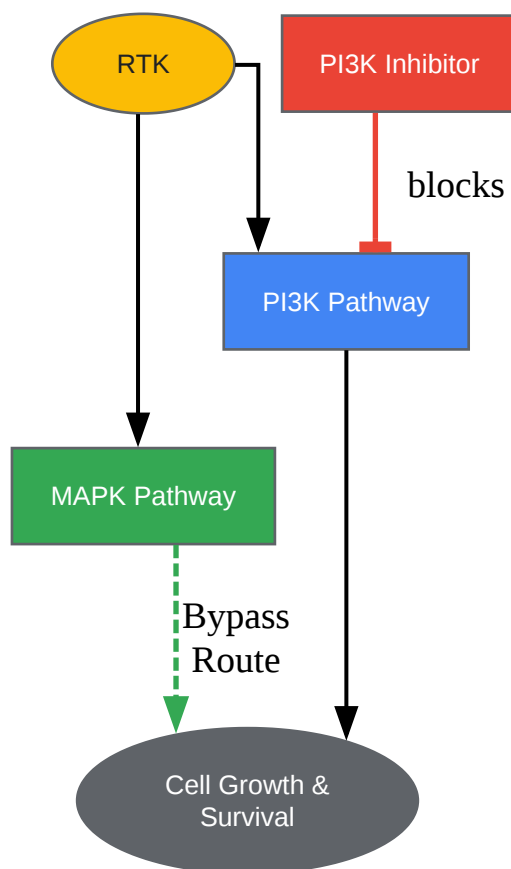 RTK
PI3K Inhibitor
blocks
PI3K Pathway
MAPK Pathway
Bypass
Route
Cell Growth &
Survival